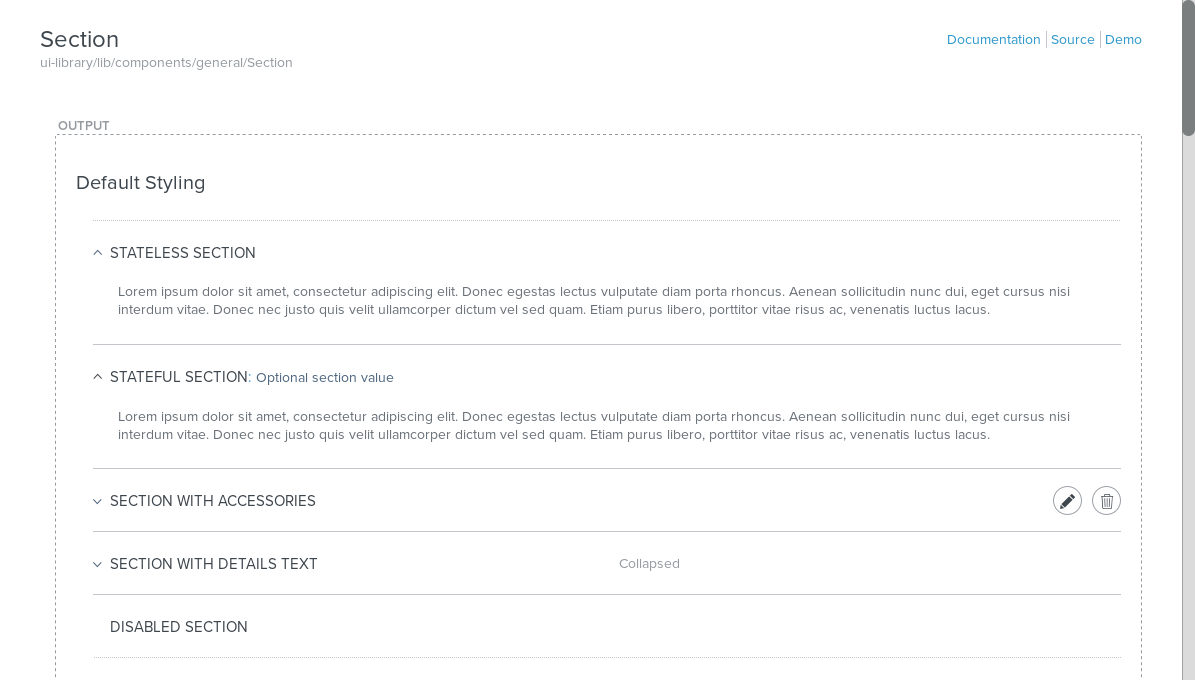 Section
Documentation Source Demo
ui-library/lib/components/general/Section
OUTPUT
Default Styling
STATELESS SECTION
Lorem ipsum dolor sit amet, consectetur adipiscing elit. Donec egestas lectus vulputate diam porta rhoncus. Aenean sollicitudin nunc dui, eget cursus nisi
interdum vitae. Donec nec justo quis velit ullamcorper dictum vel sed quam. Etiam purus libero, porttitor vitae risus ac, venenatis luctus lacus.
STATEFUL SECTION: Optional section value
Lorem ipsum dolor sit amet, consectetur adipiscing elit. Donec egestas lectus vulputate diam porta rhoncus. Aenean sollicitudin nunc dui, eget cursus nisi
interdum vitae. Donec nec justo quis velit ullamcorper dictum vel sed quam. Etiam purus libero, porttitor vitae risus ac, venenatis luctus lacus.
SECTION WITH ACCESSORIES
SECTION WITH DETAILS TEXT Collapsed
DISABLED SECTION